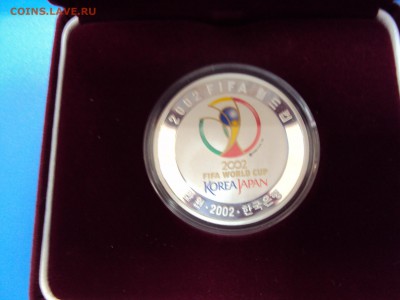 COINS.LAVE.RU
2002 FIFA 월드컵
2002
FIFA WORLD CUP
KOREA JAPAN
원·2002·한국은행